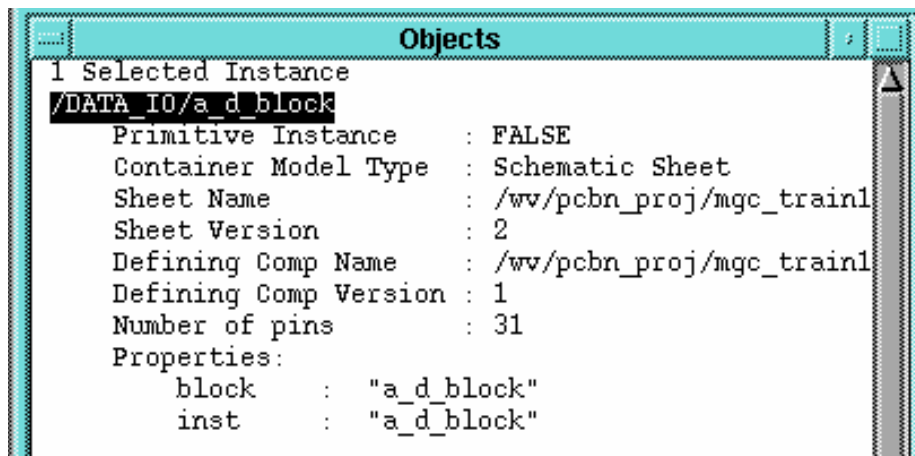 Objects
1 Selected Instance
/DATA_IO/a_d_block
Primitive Instance : FALSE
Container Model Type : Schematic Sheet
Sheet Name : /wv/pcbn_proj/mgc_train1
Sheet Version : 2
Defining Comp Name : /wv/pcbn_proj/mgc_train1
Defining Comp Version : 1
Number of pins : 31
Properties:
block : "a_d_block"
inst : "a_d_block"